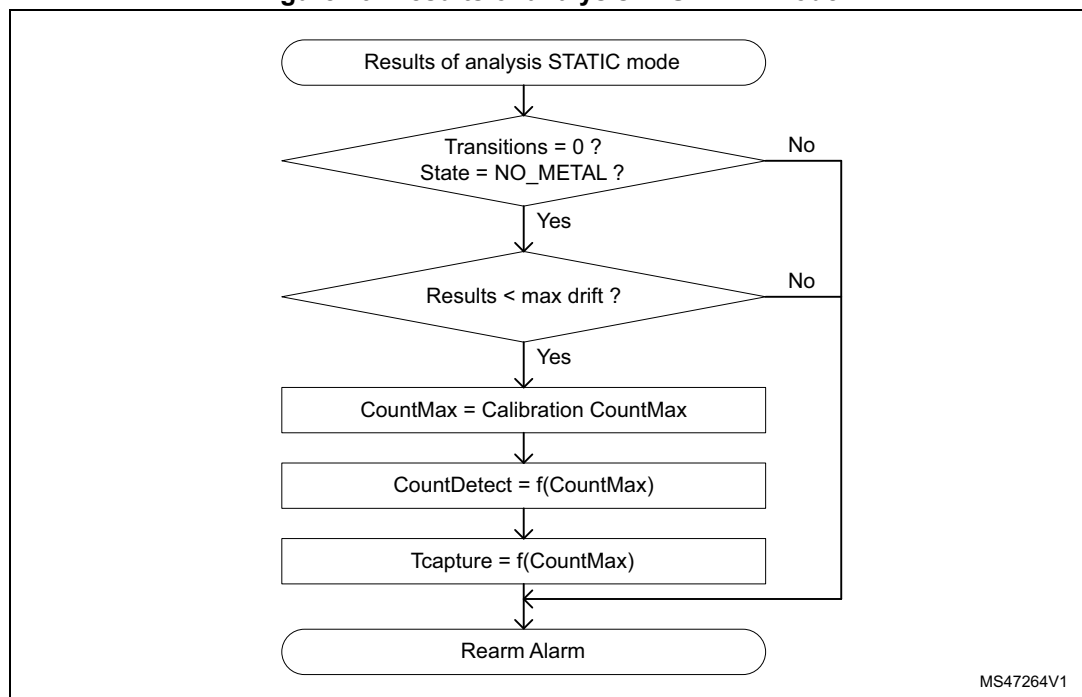 Results of analysis STATIC mode
Transitions = 0 ?
State = NO_METAL ?
No
Yes
Results < max drift ?
No
Yes
CountMax = Calibration CountMax
CountDetect = f(CountMax)
Tcapture = f(CountMax)
Rearm Alarm
MS47264V1